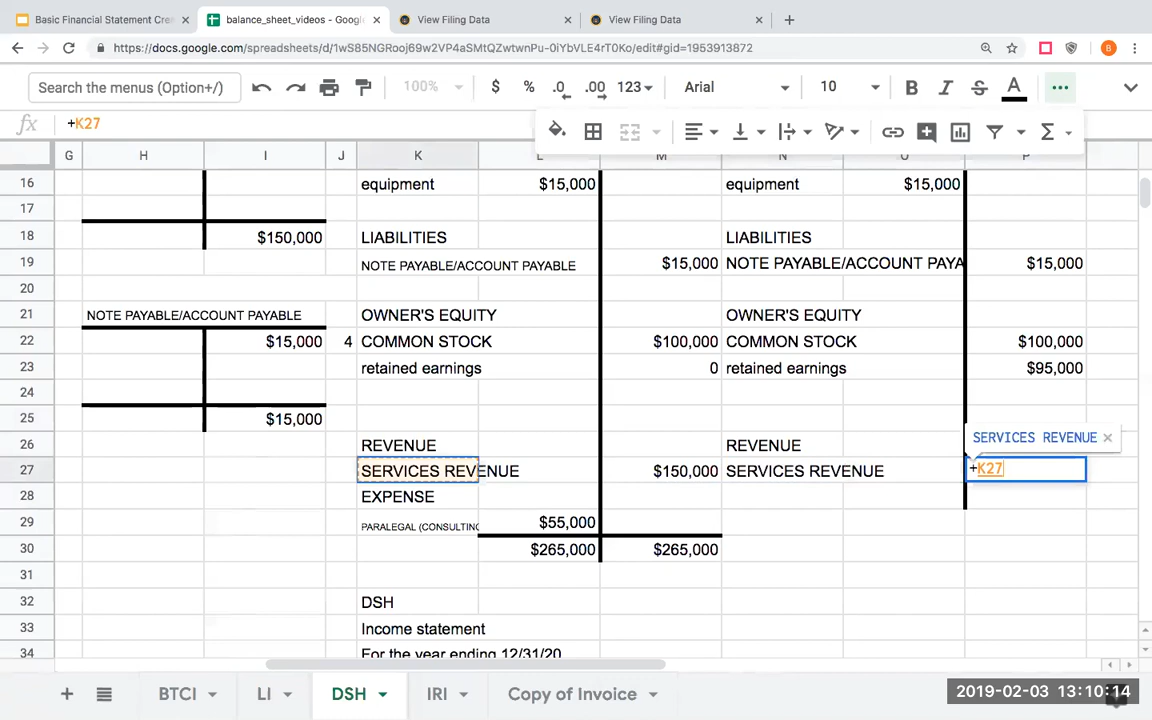 Basic Financial Statement Crea × balance_sheet_videos - Google × View Filing Data × View Filing Data × +
https://docs.google.com/spreadsheets/d/1wS85NGRooj69w2VP4aSMtQZwtwnPu-0iYbVLE4rT0Ko/edit#gid=1953913872 B
Search the menus (Option+/) 100% $ % .0 .00 123 Arial 10 B I S A
fx +K27
G H I J K L M N O P
16 equipment $15,000 equipment $15,000
17
18 $150,000 LIABILITIES LIABILITIES
19 NOTE PAYABLE/ACCOUNT PAYABLE $15,000 NOTE PAYABLE/ACCOUNT PAYA $15,000
20
21 NOTE PAYABLE/ACCOUNT PAYABLE OWNER'S EQUITY OWNER'S EQUITY
22 $15,000 4 COMMON STOCK $100,000 COMMON STOCK $100,000
23 retained earnings 0 retained earnings $95,000
24
25 $15,000
26 REVENUE REVENUE
SERVICES REVENUE ×
27 SERVICES REVENUE $150,000 SERVICES REVENUE +K27
28 EXPENSE
29 PARALEGAL (CONSULTING $55,000
30 $265,000 $265,000
31
32 DSH
33 Income statement
34 For the year ending 12/31/20
+ BTCI LI DSH IRI Copy of Invoice
2019-02-03 13:10:14